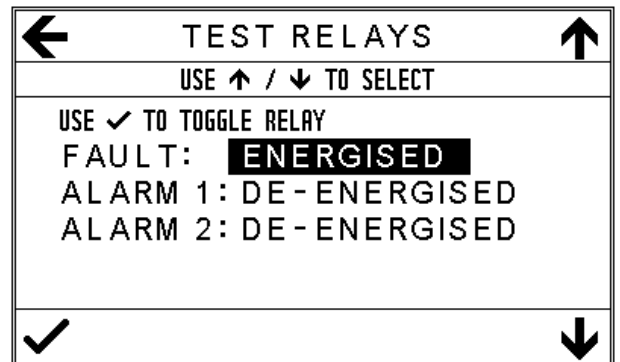 ← TEST RELAYS ↑
USE ↑ / ↓ TO SELECT
USE ✓ TO TOGGLE RELAY
FAULT: ENERGISED
ALARM 1: DE-ENERGISED
ALARM 2: DE-ENERGISED
✓ ↓